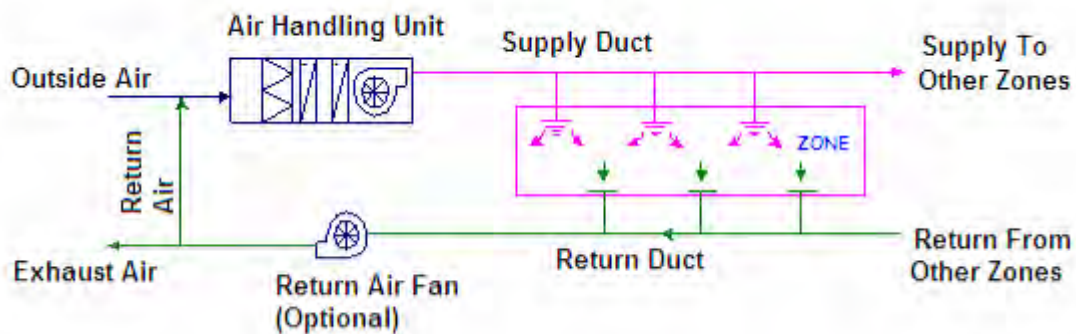 Air Handling Unit
Supply Duct
Supply To
Other Zones
Outside Air
ZONE
Return
Air
Exhaust Air
Return Air Fan
(Optional)
Return Duct
Return From
Other Zones